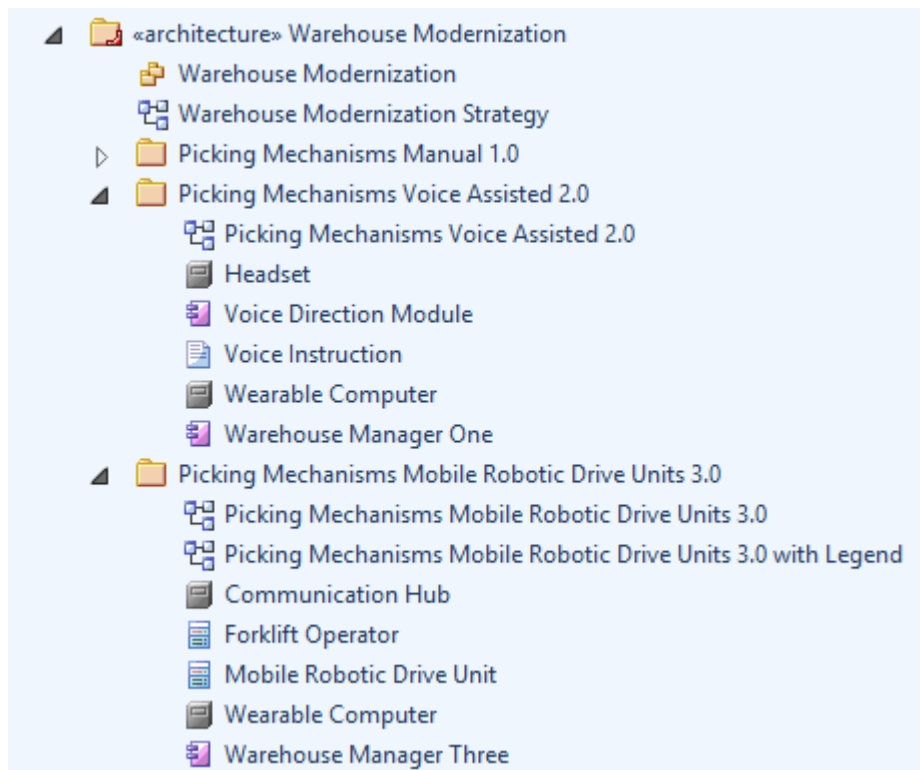 «architecture» Warehouse Modernization
Warehouse Modernization
Warehouse Modernization Strategy
Picking Mechanisms Manual 1.0
Picking Mechanisms Voice Assisted 2.0
Picking Mechanisms Voice Assisted 2.0
Headset
Voice Direction Module
Voice Instruction
Wearable Computer
Warehouse Manager One
Picking Mechanisms Mobile Robotic Drive Units 3.0
Picking Mechanisms Mobile Robotic Drive Units 3.0
Picking Mechanisms Mobile Robotic Drive Units 3.0 with Legend
Communication Hub
Forklift Operator
Mobile Robotic Drive Unit
Wearable Computer
Warehouse Manager Three